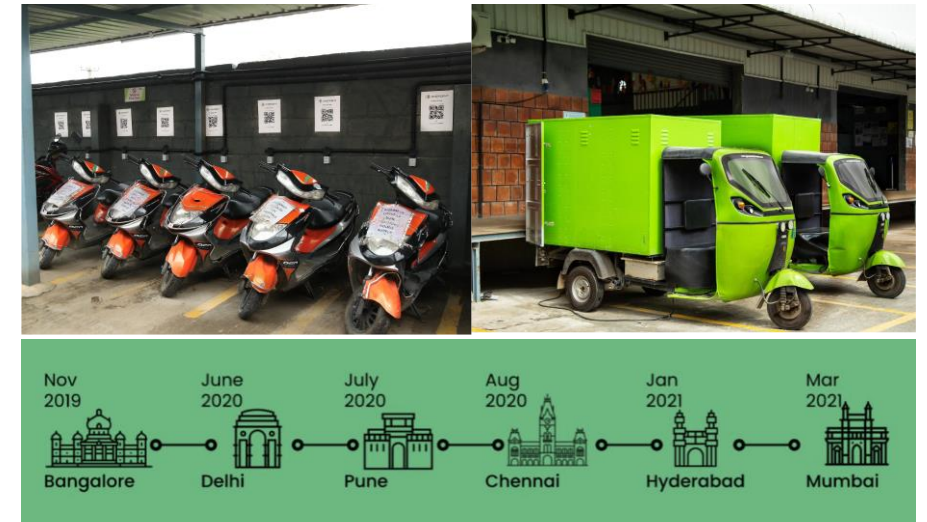 Nov
2019
Bangalore
June
2020
Delhi
July
2020
Pune
Aug
2020
Chennai
Jan
2021
Hyderabad
Mar
2021
Mumbai